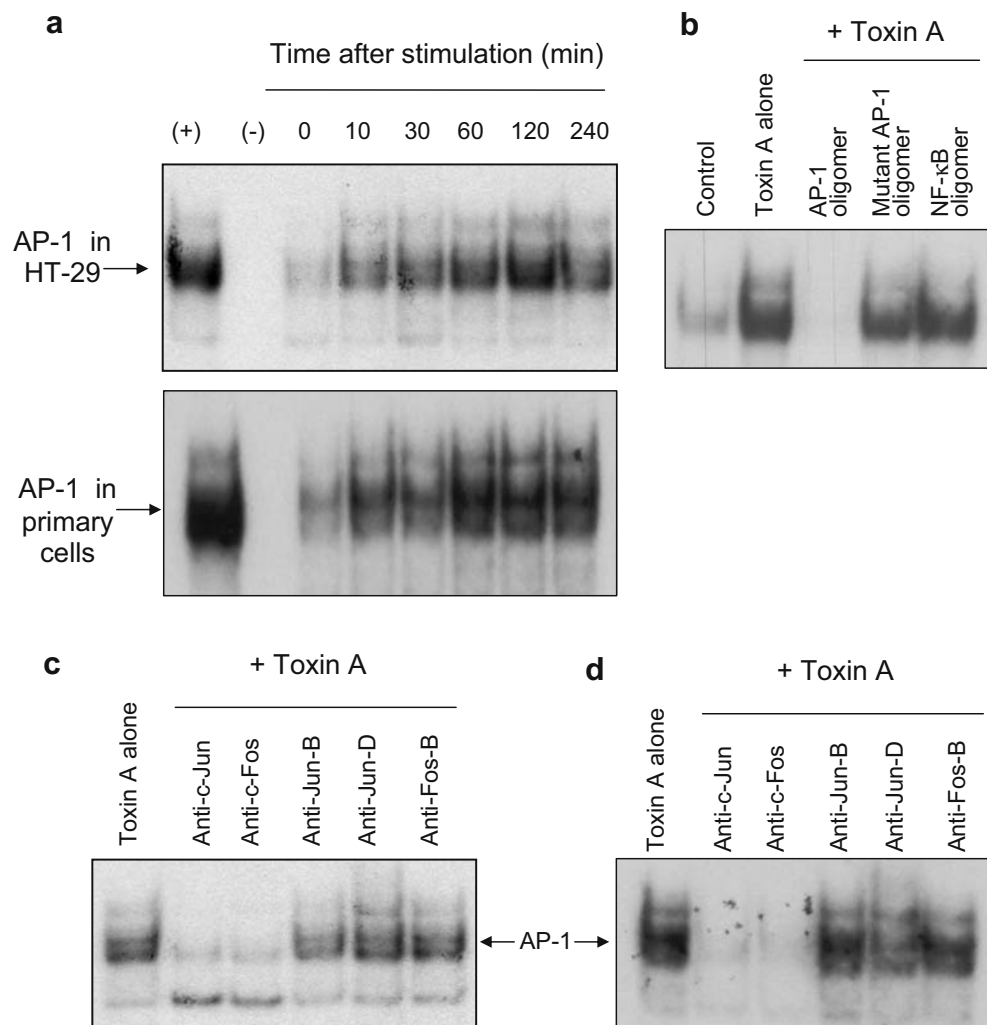 a
Time after stimulation (min)
(+) (-) 0 10 30 60 120 240
AP-1 in
HT-29
AP-1 in
primary
cells
b
+ Toxin A
Control
Toxin A alone
AP-1
oligomer
Mutant AP-1
oligomer
NF-κB
oligomer
c
+ Toxin A
Toxin A alone
Anti-c-Jun
Anti-c-Fos
Anti-Jun-B
Anti-Jun-D
Anti-Fos-B
AP-1
d
+ Toxin A
Toxin A alone
Anti-c-Jun
Anti-c-Fos
Anti-Jun-B
Anti-Jun-D
Anti-Fos-B